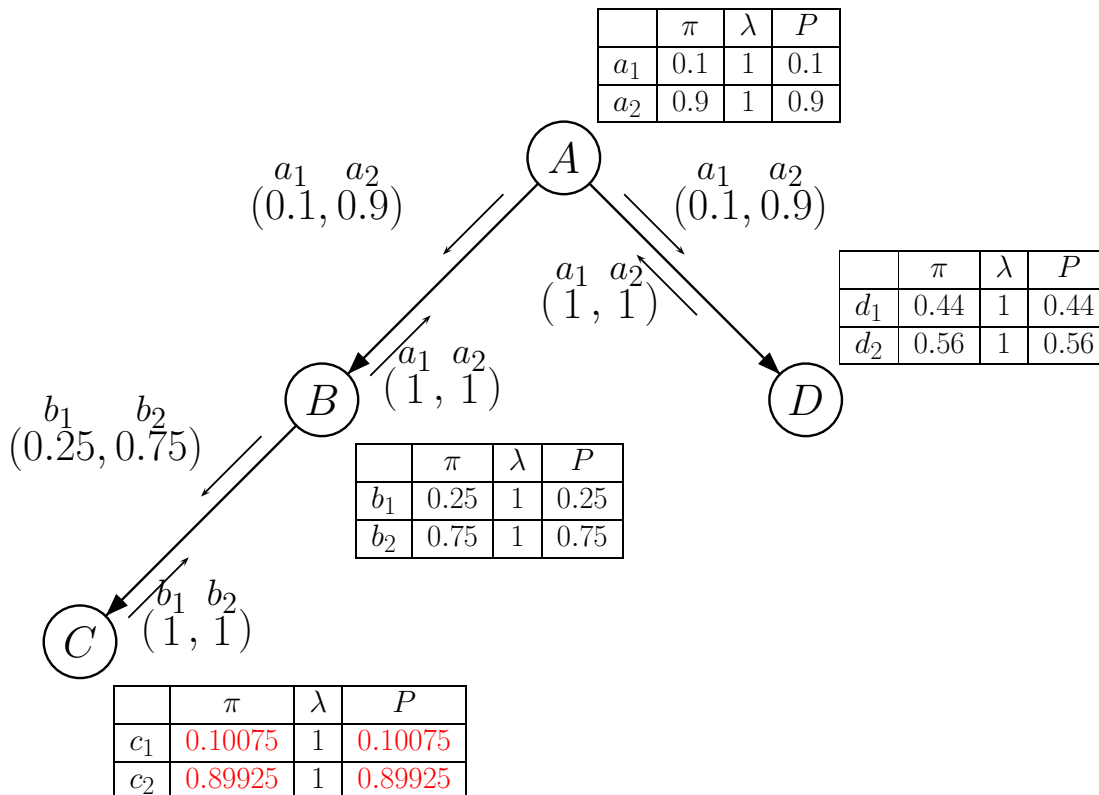 π λ P
a₁ 0.1 1 0.1
a₂ 0.9 1 0.9
A
a₁ a₂
(0.1, 0.9)
a₁ a₂
(0.1, 0.9)
a₁ a₂
(1, 1)
π λ P
d₁ 0.44 1 0.44
d₂ 0.56 1 0.56
a₁ a₂
(1, 1)
B
D
b₁ b₂
(0.25, 0.75)
π λ P
b₁ 0.25 1 0.25
b₂ 0.75 1 0.75
b₁ b₂
(1, 1)
C
π λ P
c₁ 0.10075 1 0.10075
c₂ 0.89925 1 0.89925